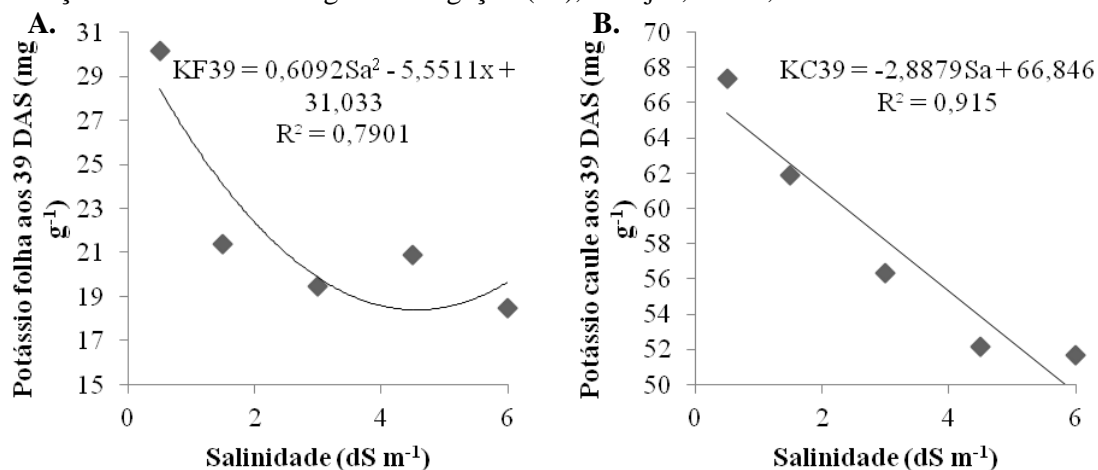 A.
Potássio folha aos 39 DAS (mg
g⁻¹)
31
29
27
25
23
21
19
17
15
KF39 = 0,6092Sa² - 5,5511x +
31,033
R² = 0,7901
0
2
4
6
Salinidade (dS m⁻¹)
B.
Potássio caule aos 39 DAS (mg
g⁻¹)
70
68
66
64
62
60
58
56
54
52
50
KC39 = -2,8879Sa + 66,846
R² = 0,915
0
2
4
6
Salinidade (dS m⁻¹)